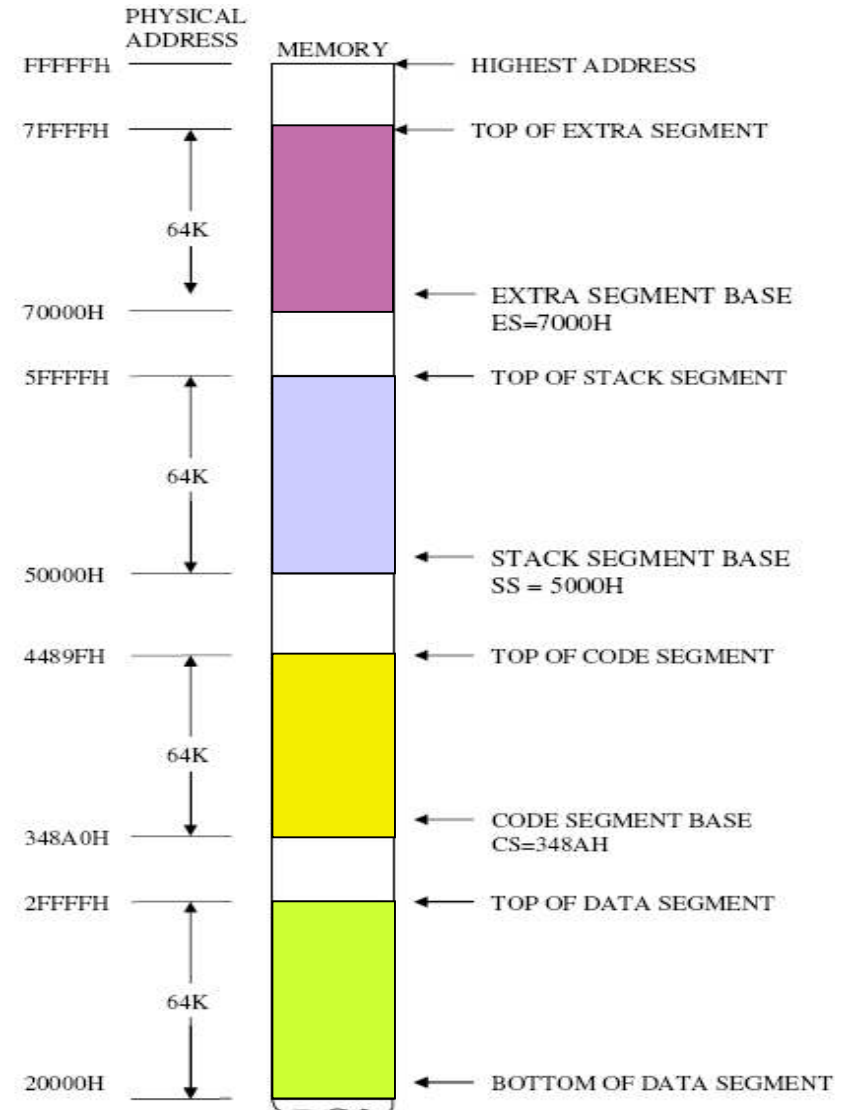 PHYSICAL
ADDRESS
MEMORY
FFFFFH
HIGHEST ADDRESS
7FFFFH
TOP OF EXTRA SEGMENT
64K
70000H
EXTRA SEGMENT BASE
ES=7000H
5FFFFH
TOP OF STACK SEGMENT
64K
50000H
STACK SEGMENT BASE
SS = 5000H
4489FH
TOP OF CODE SEGMENT
64K
348A0H
CODE SEGMENT BASE
CS=348AH
2FFFFH
TOP OF DATA SEGMENT
64K
20000H
BOTTOM OF DATA SEGMENT